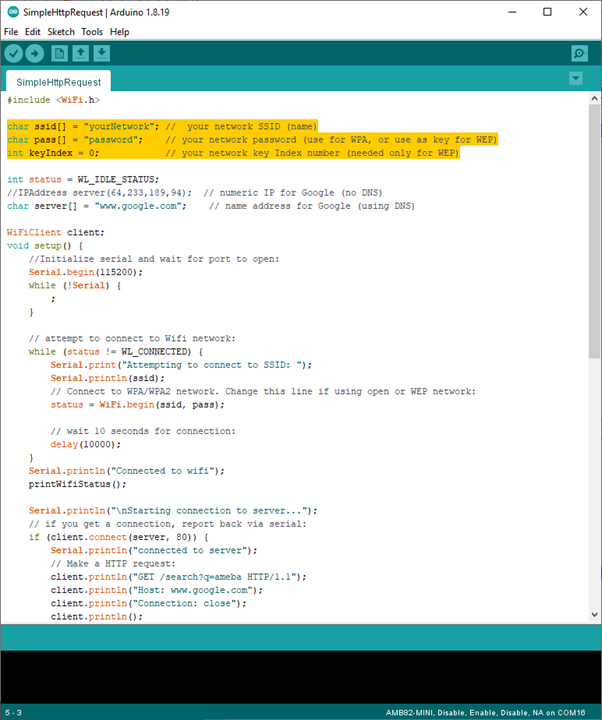 SimpleHttpRequest | Arduino 1.8.19
File Edit Sketch Tools Help
SimpleHttpRequest
#include <WiFi.h>
char ssid[] = "yourNetwork"; //  your network SSID (name)
char pass[] = "password";    // your network password (use for WPA, or use as key for WEP)
int keyIndex = 0;            // your network key Index number (needed only for WEP)
int status = WL_IDLE_STATUS;
//IPAddress server(64,233,189,94);  // numeric IP for Google (no DNS)
char server[] = "www.google.com";    // name address for Google (using DNS)
WiFiClient client;
void setup() {
    //Initialize serial and wait for port to open:
    Serial.begin(115200);
    while (!Serial) {
        ;
    }
    // attempt to connect to Wifi network:
    while (status != WL_CONNECTED) {
        Serial.print("Attempting to connect to SSID: ");
        Serial.println(ssid);
        // Connect to WPA/WPA2 network. Change this line if using open or WEP network:
        status = WiFi.begin(ssid, pass);
        // wait 10 seconds for connection:
        delay(10000);
    }
    Serial.println("Connected to wifi");
    printWifiStatus();
    Serial.println("\nStarting connection to server...");
    // if you get a connection, report back via serial:
    if (client.connect(server, 80)) {
        Serial.println("connected to server");
        // Make a HTTP request:
        client.println("GET /search?q=ameba HTTP/1.1");
        client.println("Host: www.google.com");
        client.println("Connection: close");
        client.println();
5 - 3 AMB82-MINI, Disable, Enable, Disable, NA on COM16